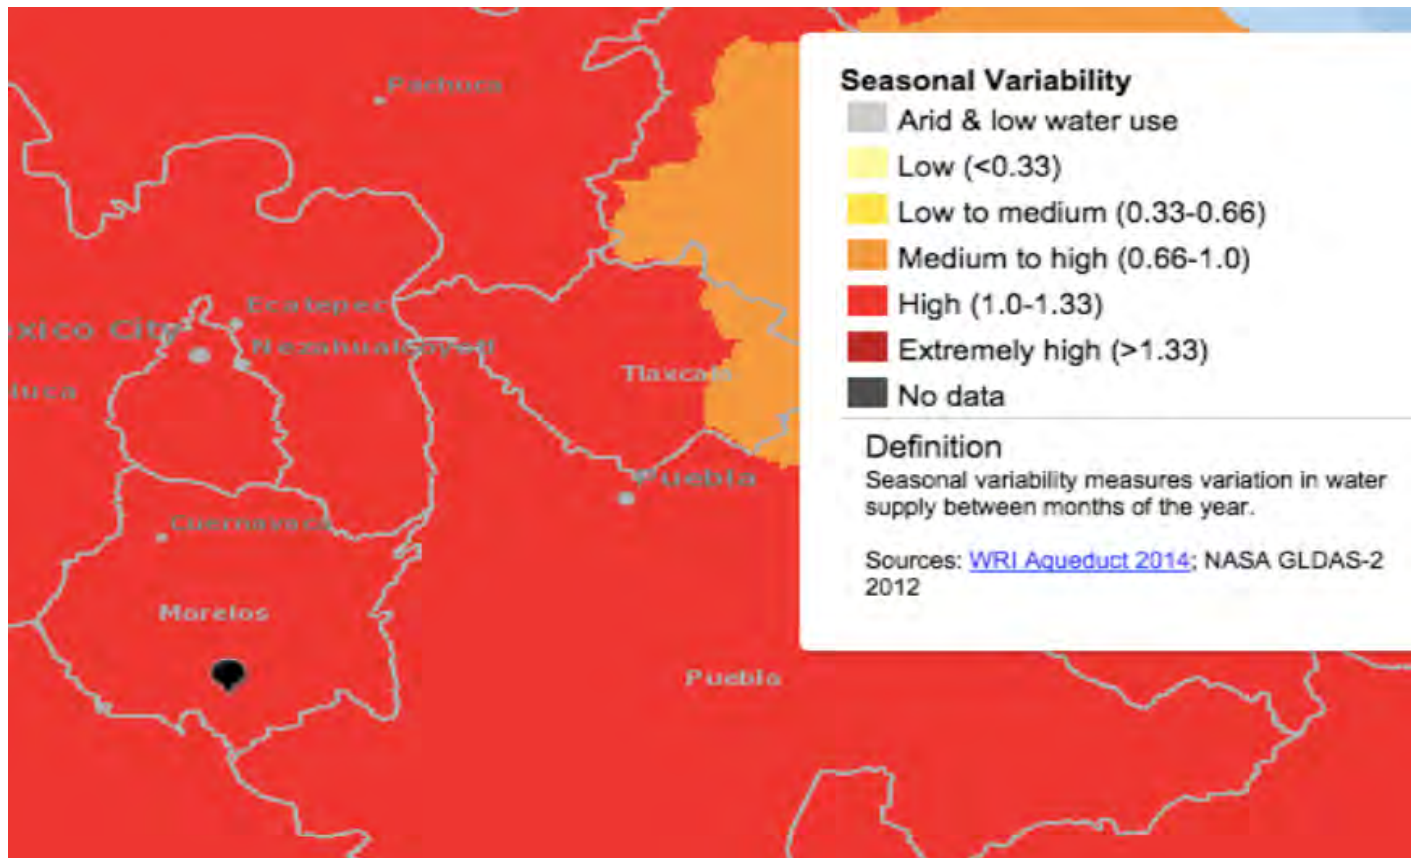 Pachuca
Ecatepec
exico City
Nezahualcoyotl
luca
Tlaxcala
Puebla
Cuernavaca
Morelos
Puebla
Seasonal Variability
Arid & low water use
Low (<0.33)
Low to medium (0.33-0.66)
Medium to high (0.66-1.0)
High (1.0-1.33)
Extremely high (>1.33)
No data
Definition
Seasonal variability measures variation in water
supply between months of the year.
Sources: WRI Aqueduct 2014; NASA GLDAS-2
2012